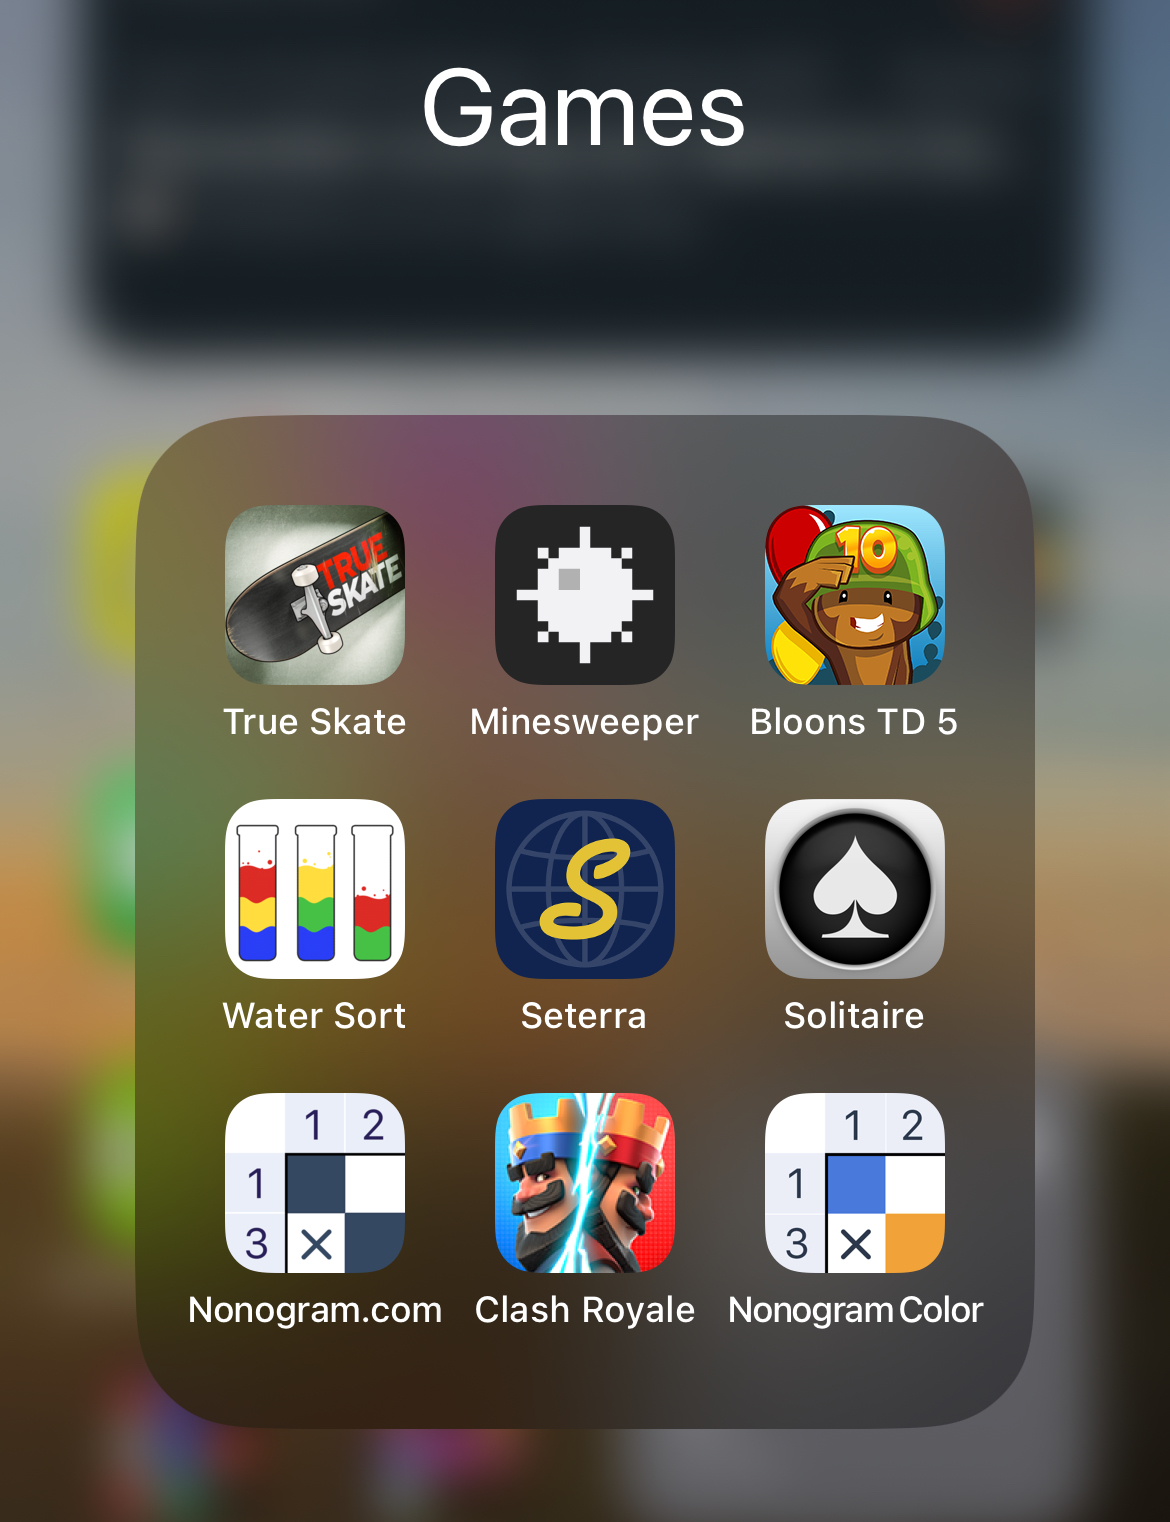 Games
TRUE
SKATE
10
True Skate
Minesweeper
Bloons TD 5
S
Water Sort
Seterra
Solitaire
1 2
1
3
1 2
1
3
Nonogram.com
Clash Royale
Nonogram Color